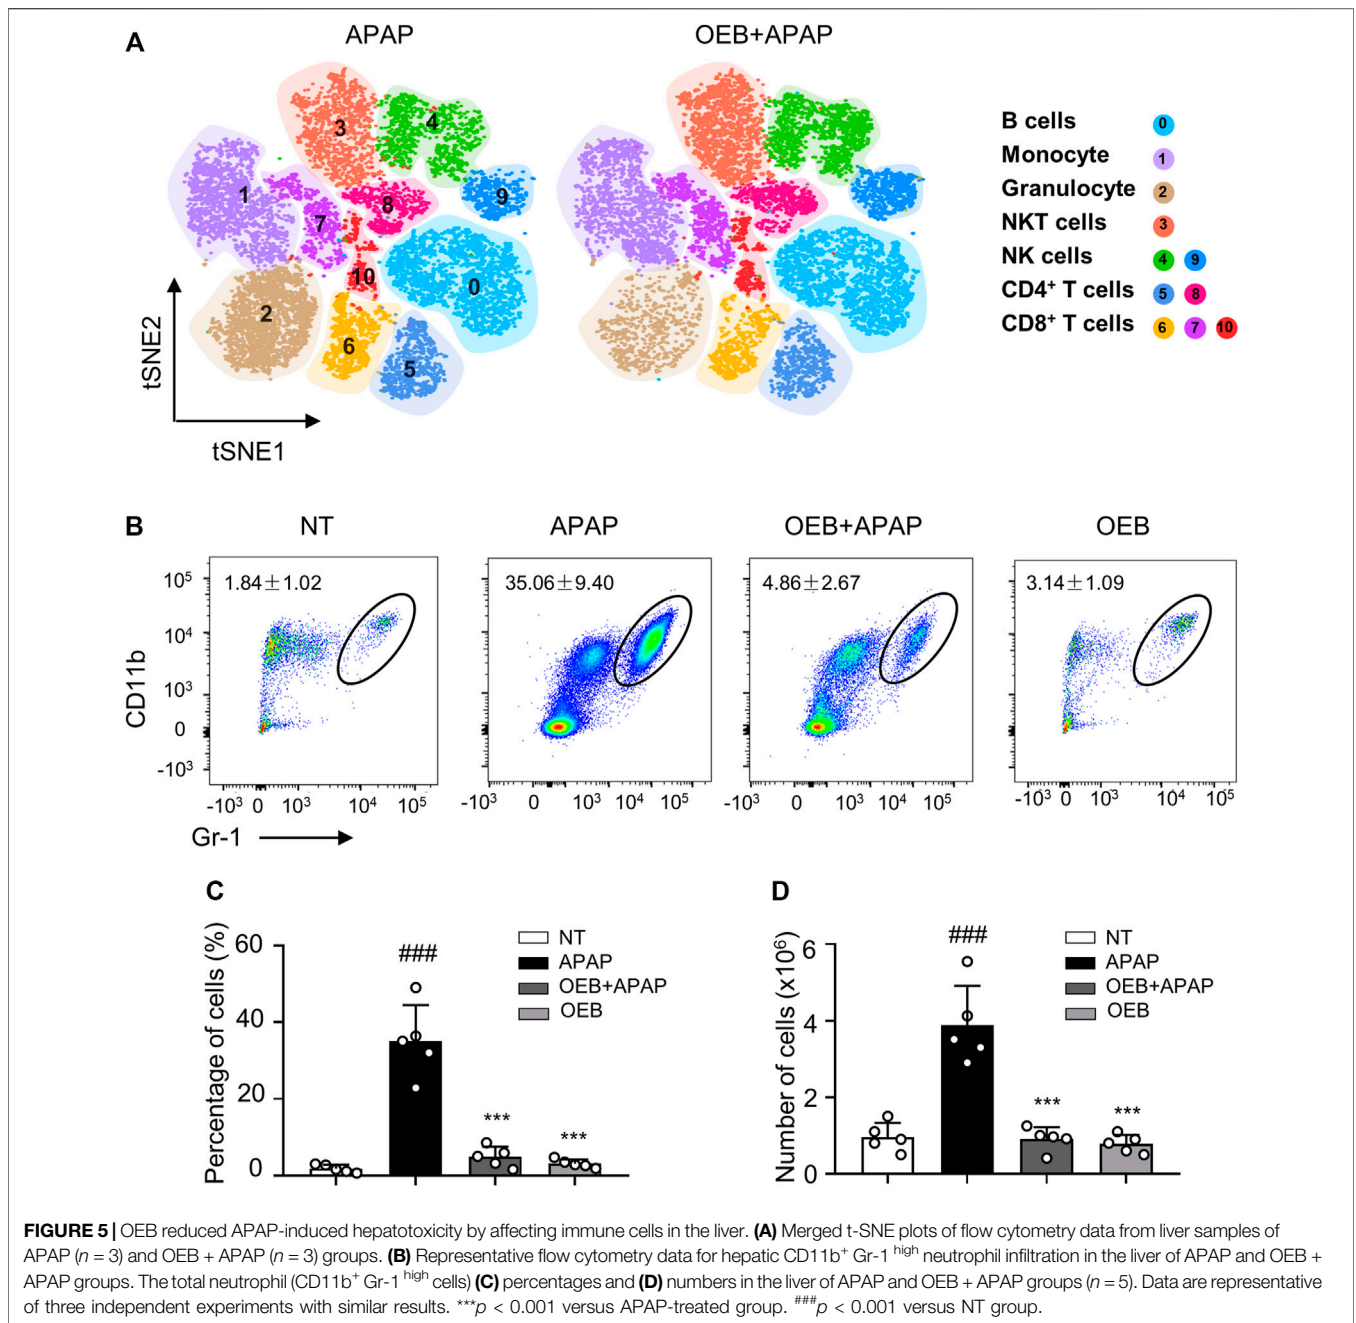 A
APAP
OEB+APAP
3
4
1
7
8
9
10
0
2
6
5
tSNE2
tSNE1
B cells 0
Monocyte 1
Granulocyte 2
NKT cells 3
NK cells 4 9
CD4+ T cells 5 8
CD8+ T cells 6 7 10
B
NT
APAP
OEB+APAP
OEB
1.84±1.02
35.06±9.40
4.86±2.67
3.14±1.09
CD11b
10⁵
10⁴
10³
0
-10³
-10³ 0 10³ 10⁴ 10⁵
0 10³ 10⁴ 10⁵
0 10³ 10⁴ 10⁵
-10³ 0 10³ 10⁴ 10⁵
Gr-1
C
Percentage of cells (%)
60
40
20
0
###
***
***
NT
APAP
OEB+APAP
OEB
D
Number of cells (x10⁶)
6
4
2
0
###
***
***
NT
APAP
OEB+APAP
OEB
FIGURE 5 | OEB reduced APAP-induced hepatotoxicity by affecting immune cells in the liver. (A) Merged t-SNE plots of flow cytometry data from liver samples of
APAP (n = 3) and OEB + APAP (n = 3) groups. (B) Representative flow cytometry data for hepatic CD11b⁺ Gr-1 ʰⁱᵍʰ neutrophil infiltration in the liver of APAP and OEB +
APAP groups. The total neutrophil (CD11b⁺ Gr-1 ʰⁱᵍʰ cells) (C) percentages and (D) numbers in the liver of APAP and OEB + APAP groups (n = 5). Data are representative
of three independent experiments with similar results. ***p < 0.001 versus APAP-treated group. ###p < 0.001 versus NT group.